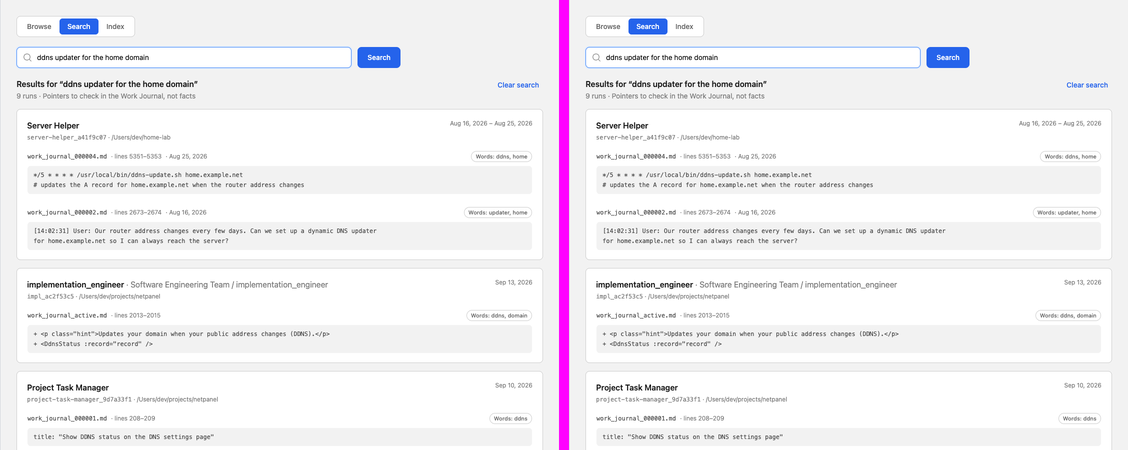 Browse Search Index
ddns updater for the home domain Search
Results for “ddns updater for the home domain” Clear search
9 runs · Pointers to check in the Work Journal, not facts
Server Helper Aug 16, 2026 – Aug 25, 2026
server-helper_a41f9c07 · /Users/dev/home-lab
work_journal_000004.md · lines 5351–5353 · Aug 25, 2026 Words: ddns, home
*/5 * * * * /usr/local/bin/ddns-update.sh home.example.net
# updates the A record for home.example.net when the router address changes
work_journal_000002.md · lines 2673–2674 · Aug 16, 2026 Words: updater, home
[14:02:31] User: Our router address changes every few days. Can we set up a dynamic DNS updater
for home.example.net so I can always reach the server?
implementation_engineer · Software Engineering Team / implementation_engineer Sep 13, 2026
impl_ac2f53c5 · /Users/dev/projects/netpanel
work_journal_active.md · lines 2013–2015 Words: ddns, domain
+ <p class="hint">Updates your domain when your public address changes (DDNS).</p>
+ <DdnsStatus :record="record" />
Project Task Manager Sep 10, 2026
project-task-manager_9d7a33f1 · /Users/dev/projects/netpanel
work_journal_000001.md · lines 208–209 Words: ddns
title: "Show DDNS status on the DNS settings page"
Browse Search Index
ddns updater for the home domain Search
Results for “ddns updater for the home domain” Clear search
9 runs · Pointers to check in the Work Journal, not facts
Server Helper Aug 16, 2026 – Aug 25, 2026
server-helper_a41f9c07 · /Users/dev/home-lab
work_journal_000004.md · lines 5351–5353 · Aug 25, 2026 Words: ddns, home
*/5 * * * * /usr/local/bin/ddns-update.sh home.example.net
# updates the A record for home.example.net when the router address changes
work_journal_000002.md · lines 2673–2674 · Aug 16, 2026 Words: updater, home
[14:02:31] User: Our router address changes every few days. Can we set up a dynamic DNS updater
for home.example.net so I can always reach the server?
implementation_engineer · Software Engineering Team / implementation_engineer Sep 13, 2026
impl_ac2f53c5 · /Users/dev/projects/netpanel
work_journal_active.md · lines 2013–2015 Words: ddns, domain
+ <p class="hint">Updates your domain when your public address changes (DDNS).</p>
+ <DdnsStatus :record="record" />
Project Task Manager Sep 10, 2026
project-task-manager_9d7a33f1 · /Users/dev/projects/netpanel
work_journal_000001.md · lines 208–209 Words: ddns
title: "Show DDNS status on the DNS settings page"